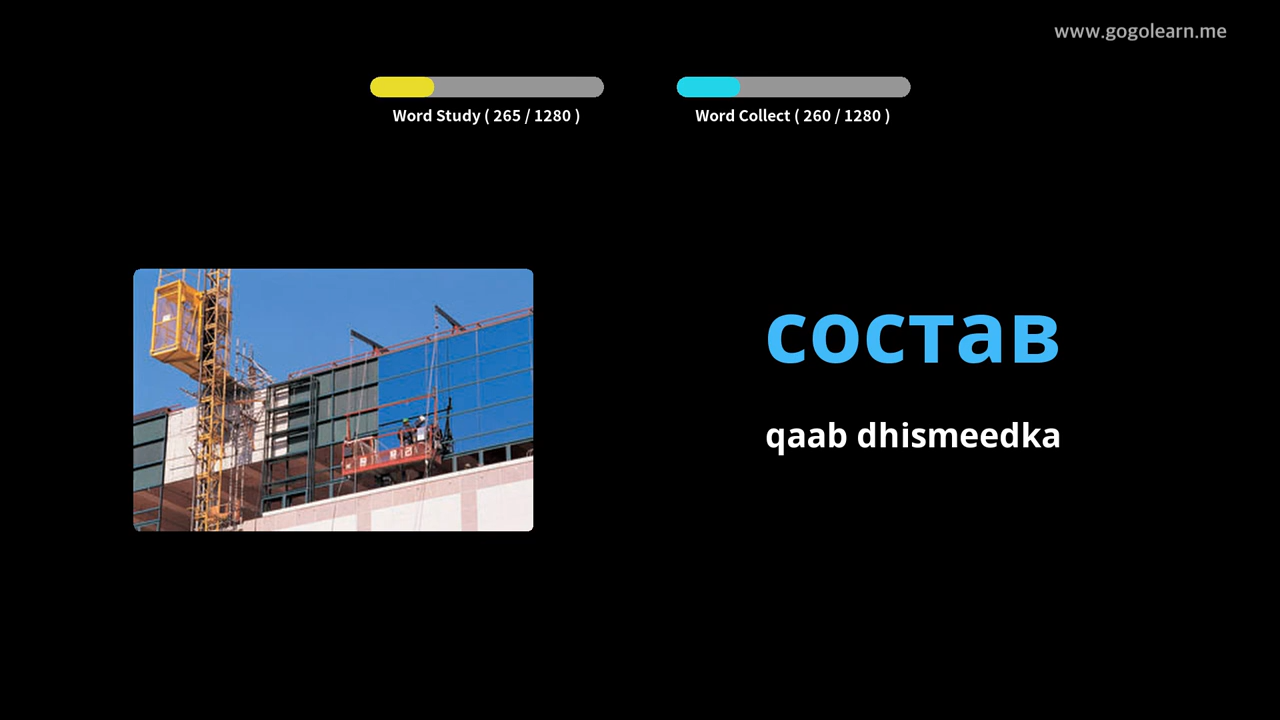 www.gogolearn.me
Word Study ( 265 / 1280 )
Word Collect ( 260 / 1280 )
состав
qaab dhismeedka